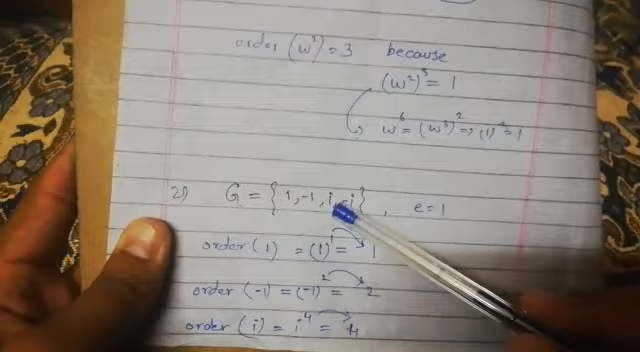 order (w²) = 3 because
(w²)³ = 1
w⁶ = (w³)² => (1)² = 1
2) G = { 1, -1, i, -i } , e = 1
order (1) = (1)¹ = 1
order (-1) = (-1)² = 2
order (i) = i⁴ = 4